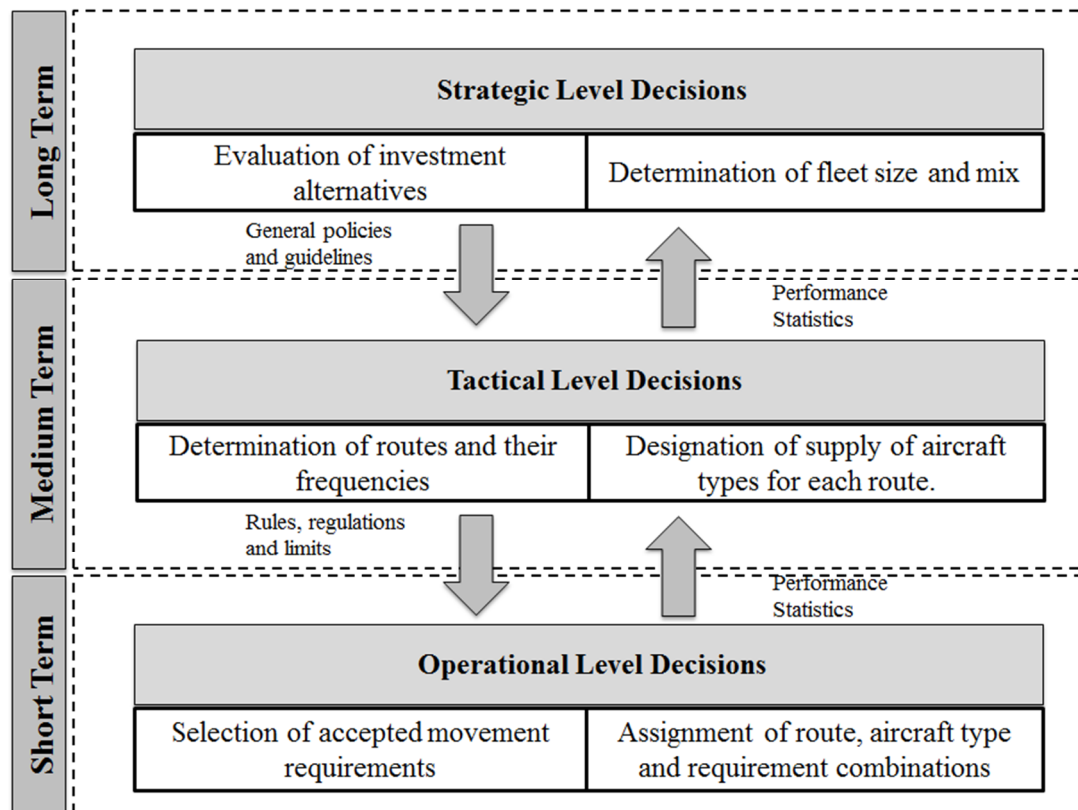 Long Term
Strategic Level Decisions
Evaluation of investment
alternatives
Determination of fleet size and mix
General policies
and guidelines
Performance
Statistics
Medium Term
Tactical Level Decisions
Determination of routes and their
frequencies
Designation of supply of aircraft
types for each route.
Rules, regulations
and limits
Performance
Statistics
Short Term
Operational Level Decisions
Selection of accepted movement
requirements
Assignment of route, aircraft type
and requirement combinations